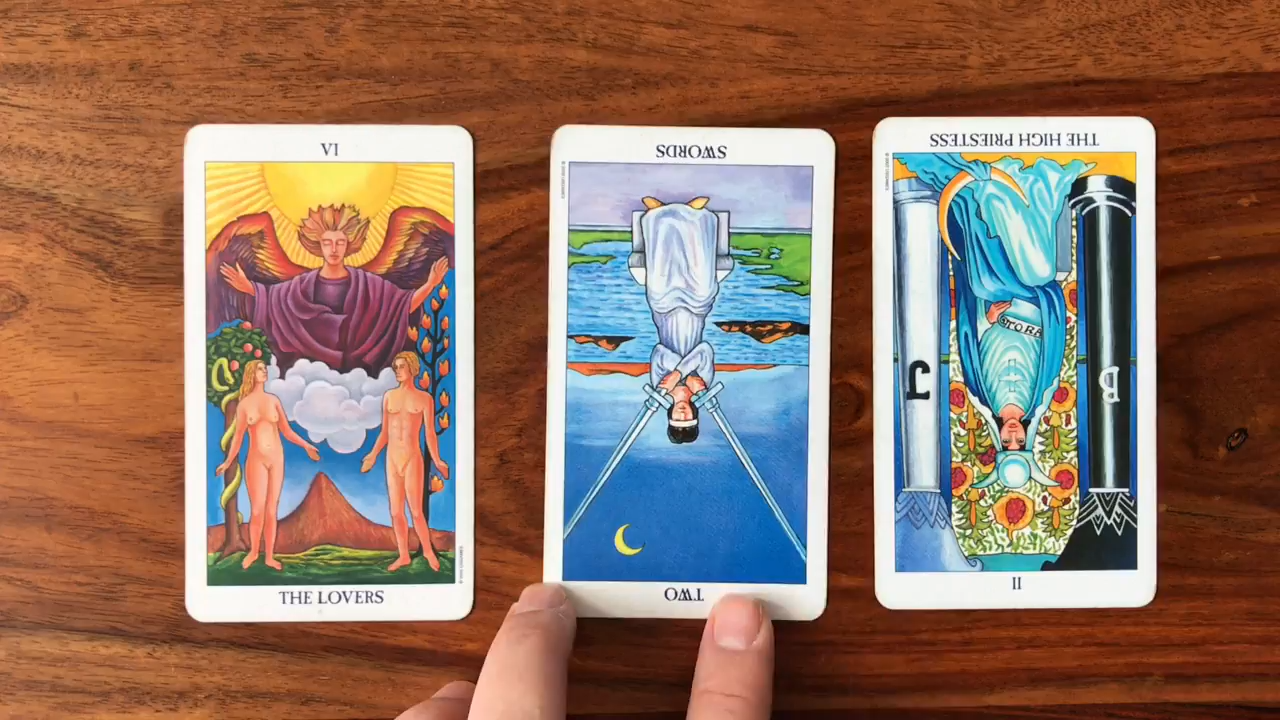 VI
THE LOVERS
SWORDS
TWO
THE HIGH PRIESTESS
TORA
J
B
II